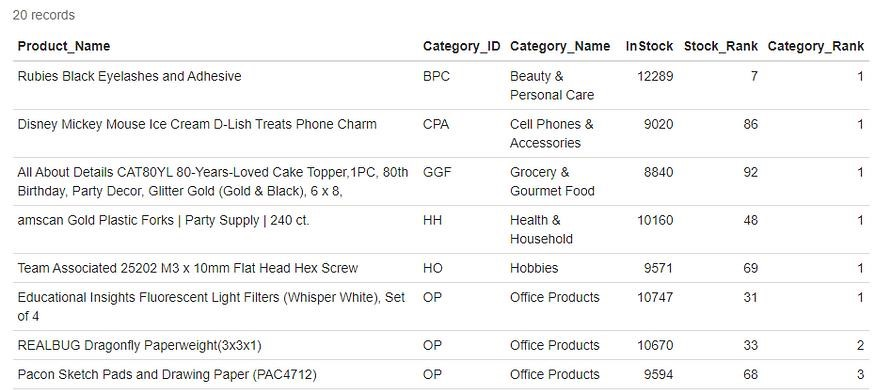 20 records
Product_Name Category_ID Category_Name InStock Stock_Rank Category_Rank
Rubies Black Eyelashes and Adhesive BPC Beauty & 12289 7 1
Personal Care
Disney Mickey Mouse Ice Cream D-Lish Treats Phone Charm CPA Cell Phones & 9020 86 1
Accessories
All About Details CAT80YL 80-Years-Loved Cake Topper,1PC, 80th GGF Grocery & 8840 92 1
Birthday, Party Decor, Glitter Gold (Gold & Black), 6 x 8, Gourmet Food
amscan Gold Plastic Forks | Party Supply | 240 ct. HH Health & 10160 48 1
Household
Team Associated 25202 M3 x 10mm Flat Head Hex Screw HO Hobbies 9571 69 1
Educational Insights Fluorescent Light Filters (Whisper White), Set OP Office Products 10747 31 1
of 4
REALBUG Dragonfly Paperweight(3x3x1) OP Office Products 10670 33 2
Pacon Sketch Pads and Drawing Paper (PAC4712) OP Office Products 9594 68 3